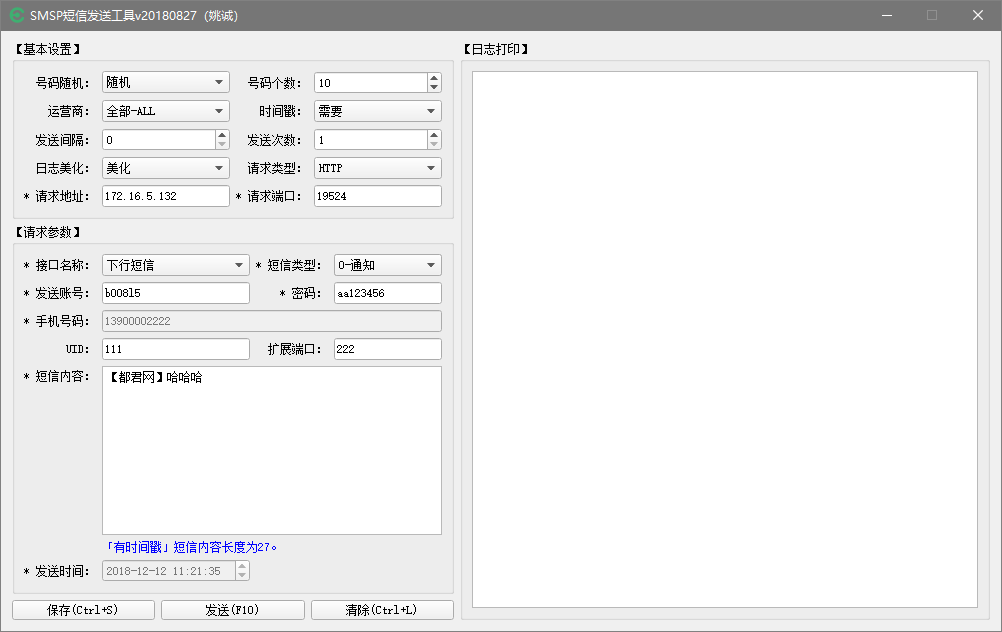 SMSP短信发送工具v20180827（姚诚）
【基本设置】
号码随机： 随机 号码个数： 10
运营商： 全部-ALL 时间戳： 需要
发送间隔： 0 发送次数： 1
日志美化： 美化 请求类型： HTTP
* 请求地址： 172.16.5.132 * 请求端口： 19524
【请求参数】
* 接口名称： 下行短信 * 短信类型： 0-通知
* 发送账号： b008l5 * 密码： aa123456
* 手机号码： 13900002222
UID： 111 扩展端口： 222
* 短信内容： 【都君网】哈哈哈
「有时间戳」短信内容长度为27。
* 发送时间： 2018-12-12 11:21:35
保存(Ctrl+S) 发送(F10) 清除(Ctrl+L)
【日志打印】